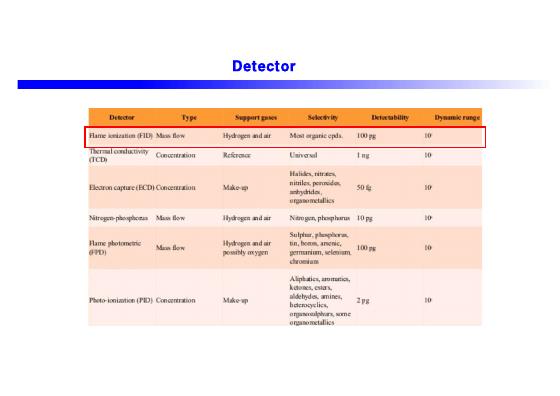 Detector
Detector Type Support gases Selectivity Detectability Dynamic range
Flame ionization (FID) Mass flow Hydrogen and air Most organic cpds. 100 pg
Thermal conductivity
(TCD) Concentration Reference Universal 1 ng
Halides, nitrates,
nitriles, peroxides,
Electron capture (ECD) Concentration Make-up anhydrides, 50 fg
organometallics
Nitrogen-phosphorus Mass flow Hydrogen and air Nitrogen, phosphorus 10 pg
Sulphur, phosphorus,
Flame photometric Mass flow Hydrogen and air tin, boron, arsenic, 100 pg
(FPD) possibly oxygen germanium, selenium,
chromium
Aliphatics, aromatics,
ketones, esters,
aldehydes, amines,
Photo-ionization (PID) Concentration Make-up heterocyclics, 2 pg
organosulphurs, some
organometallics